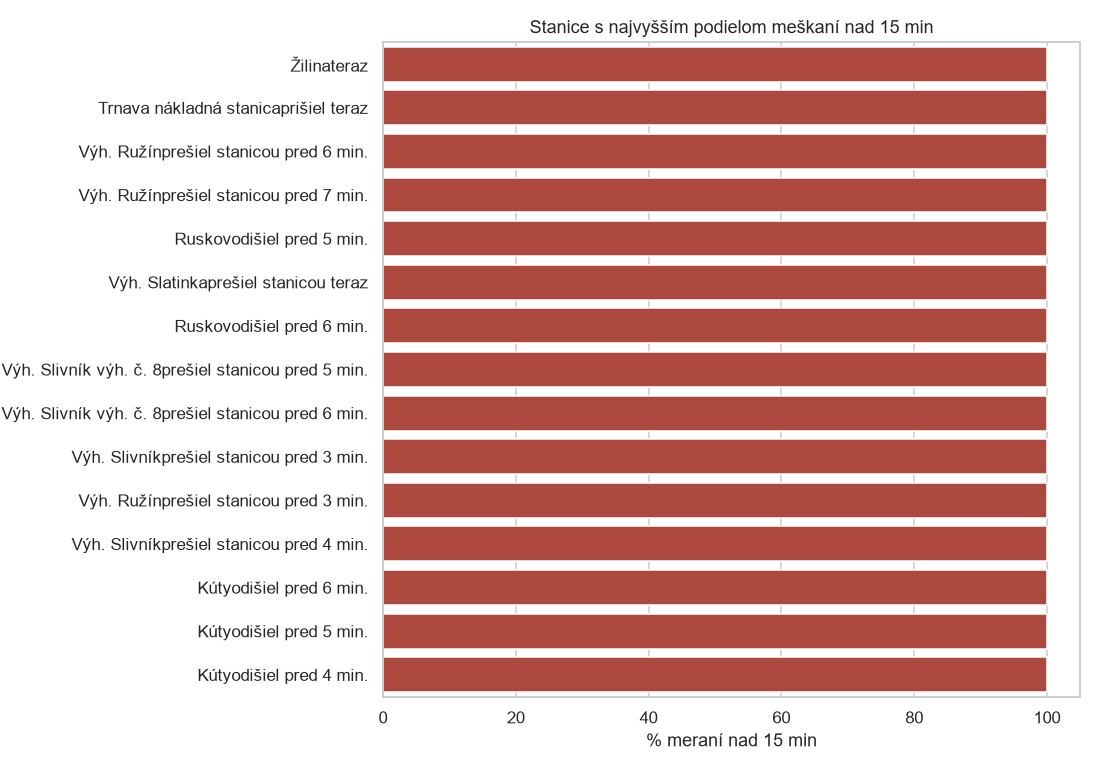 Stanice s najvyšším podielom meškaní nad 15 min
Žilinateraz
Trnava nákladná stanicaprišiel teraz
Výh. Ružínprešiel stanicou pred 6 min.
Výh. Ružínprešiel stanicou pred 7 min.
Ruskovodišiel pred 5 min.
Výh. Slatinkaprešiel stanicou teraz
Ruskovodišiel pred 6 min.
Výh. Slivník výh. č. 8prešiel stanicou pred 5 min.
Výh. Slivník výh. č. 8prešiel stanicou pred 6 min.
Výh. Slivníkprešiel stanicou pred 3 min.
Výh. Ružínprešiel stanicou pred 3 min.
Výh. Slivníkprešiel stanicou pred 4 min.
Kútyodišiel pred 6 min.
Kútyodišiel pred 5 min.
Kútyodišiel pred 4 min.
0 20 40 60 80 100
% meraní nad 15 min